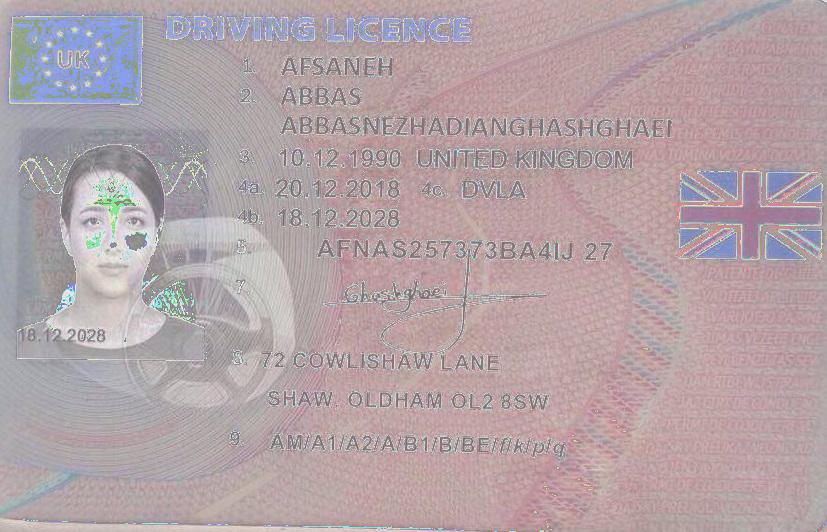 UK
DRIVING LICENCE
1. AFSANEH
2. ABBAS
ABBASNEZHADIANGHASHGHAEI
3. 10.12.1990 UNITED KINGDOM
4a. 20.12.2018 4c. DVLA
4b. 18.12.2028
5. AFNAS257373BA4IJ 27
7. Ghashghaei
18.12.2028
8. 72 COWLISHAW LANE
SHAW, OLDHAM OL2 8SW
9. AM/A1/A2/A/B1/B/BE/f/k/p/q